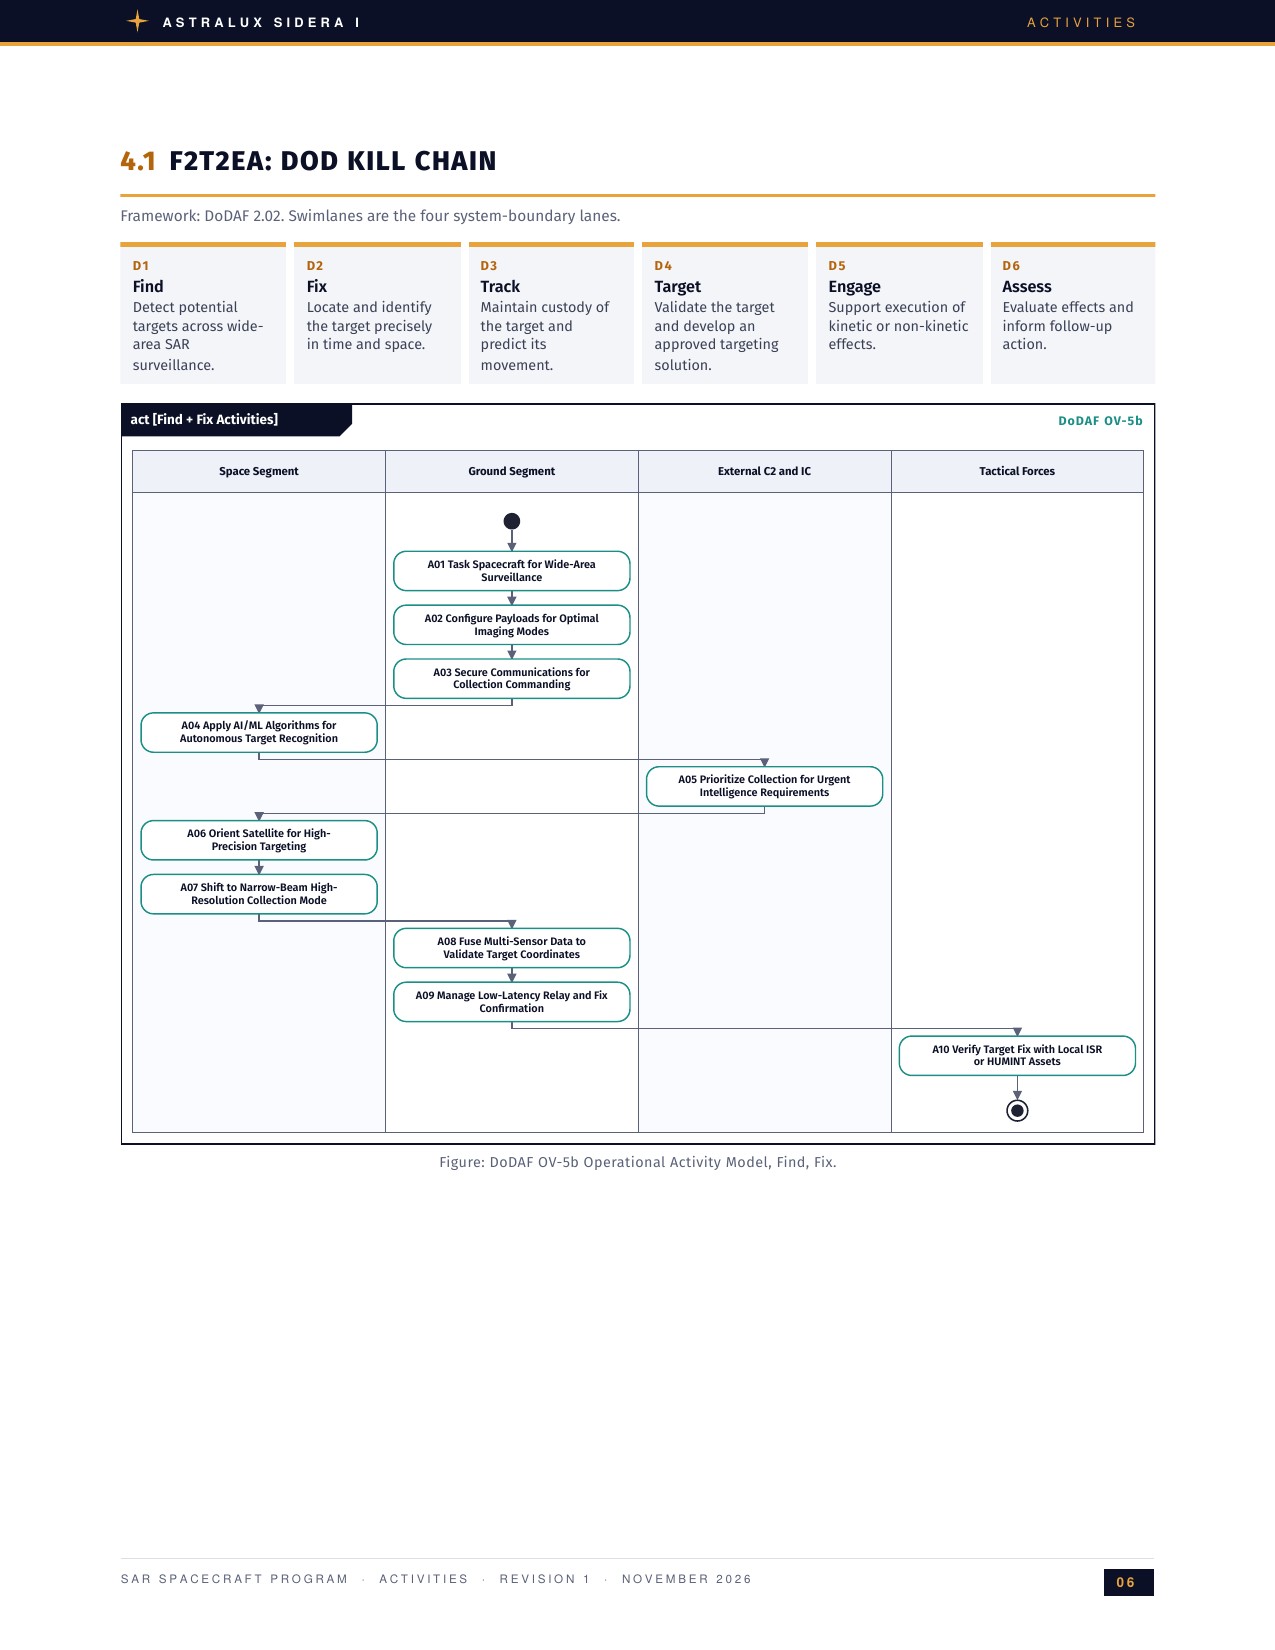 ASTRALUX SIDERA I
ACTIVITIES
4.1 F2T2EA: DOD KILL CHAIN
Framework: DoDAF 2.02. Swimlanes are the four system-boundary lanes.
D1
Find
Detect potential
targets across wide-
area SAR
surveillance.
D2
Fix
Locate and identify
the target precisely
in time and space.
D3
Track
Maintain custody of
the target and
predict its
movement.
D4
Target
Validate the target
and develop an
approved targeting
solution.
D5
Engage
Support execution of
kinetic or non-kinetic
effects.
D6
Assess
Evaluate effects and
inform follow-up
action.
act [Find + Fix Activities]
DoDAF OV-5b
Space Segment
Ground Segment
External C2 and IC
Tactical Forces
A01 Task Spacecraft for Wide-Area
Surveillance
A02 Configure Payloads for Optimal
Imaging Modes
A03 Secure Communications for
Collection Commanding
A04 Apply AI/ML Algorithms for
Autonomous Target Recognition
A05 Prioritize Collection for Urgent
Intelligence Requirements
A06 Orient Satellite for High-
Precision Targeting
A07 Shift to Narrow-Beam High-
Resolution Collection Mode
A08 Fuse Multi-Sensor Data to
Validate Target Coordinates
A09 Manage Low-Latency Relay and Fix
Confirmation
A10 Verify Target Fix with Local ISR
or HUMINT Assets
Figure: DoDAF OV-5b Operational Activity Model, Find, Fix.
SAR SPACECRAFT PROGRAM · ACTIVITIES · REVISION 1 · NOVEMBER 2026
06